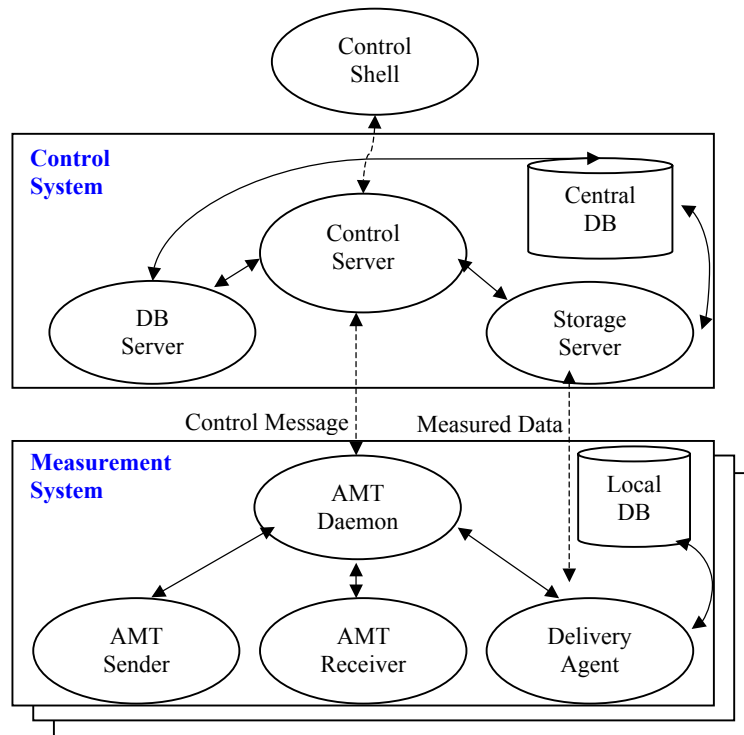 Control
Shell
Control
System
Central
DB
Control
Server
DB
Server
Storage
Server
Control Message
Measured Data
Measurement
System
Local
DB
AMT
Daemon
AMT
Sender
AMT
Receiver
Delivery
Agent